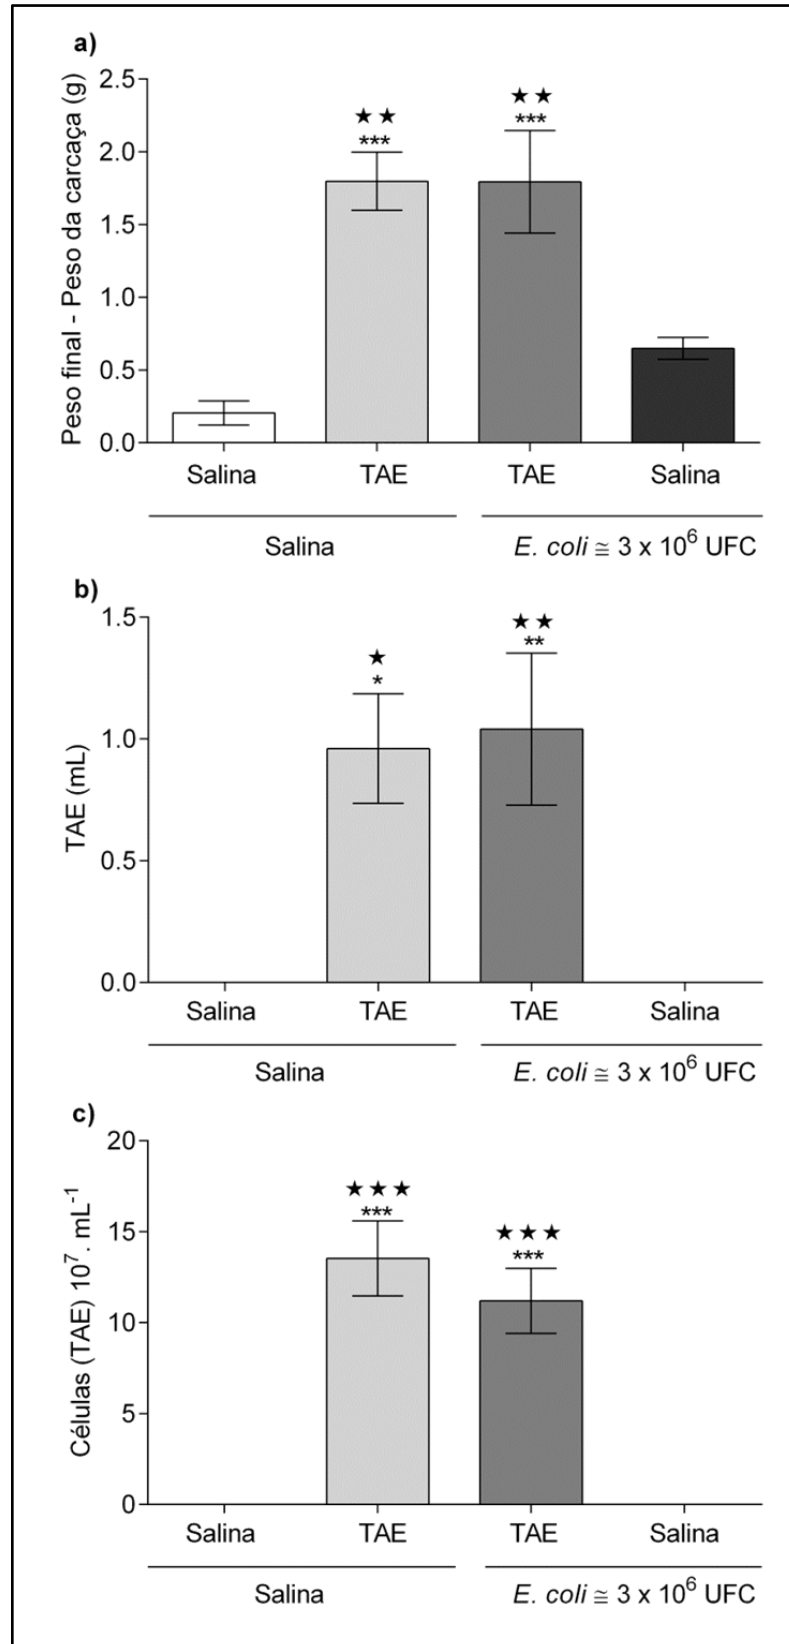 a)
Peso final - Peso da carcaça (g)
2.5
2.0
1.5
1.0
0.5
0.0
★★
***
★★
***
Salina TAE TAE Salina
Salina E. coli ≅ 3 x 10⁶ UFC
b)
TAE (mL)
1.5
1.0
0.5
0.0
★
*
★★
**
Salina TAE TAE Salina
Salina E. coli ≅ 3 x 10⁶ UFC
c)
Células (TAE) 10⁷. mL⁻¹
20
15
10
5
0
★★★
***
★★★
***
Salina TAE TAE Salina
Salina E. coli ≅ 3 x 10⁶ UFC